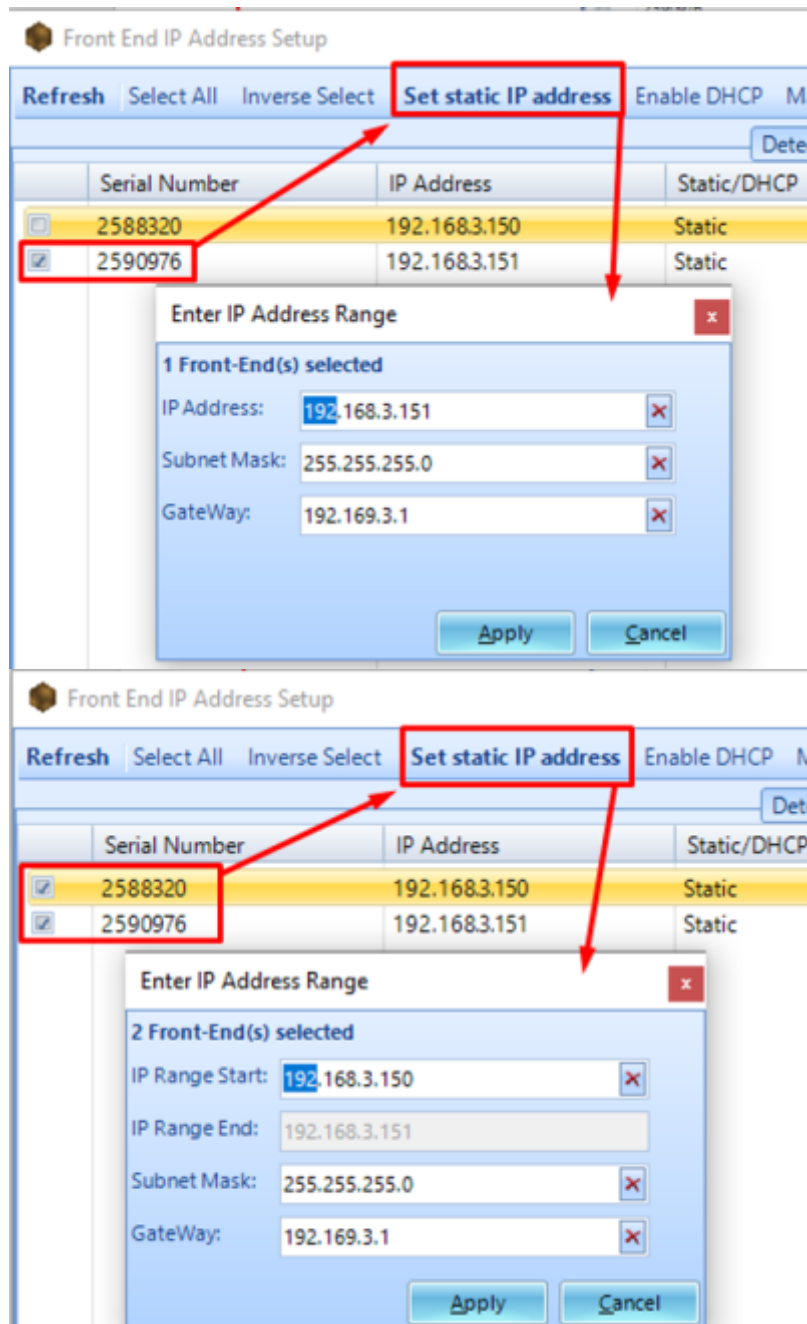 Front End IP Address Setup
Refresh Select All Inverse Select Set static IP address Enable DHCP
Dete
Serial Number IP Address Static/DHCP
2588320 192.168.3.150 Static
2590976 192.168.3.151 Static
Enter IP Address Range
x
1 Front-End(s) selected
IP Address: 192.168.3.151
Subnet Mask: 255.255.255.0
GateWay: 192.169.3.1
Apply Cancel
Front End IP Address Setup
Refresh Select All Inverse Select Set static IP address Enable DHCP
Det
Serial Number IP Address Static/DHCP
2588320 192.168.3.150 Static
2590976 192.168.3.151 Static
Enter IP Address Range
x
2 Front-End(s) selected
IP Range Start: 192.168.3.150
IP Range End: 192.168.3.151
Subnet Mask: 255.255.255.0
GateWay: 192.169.3.1
Apply Cancel